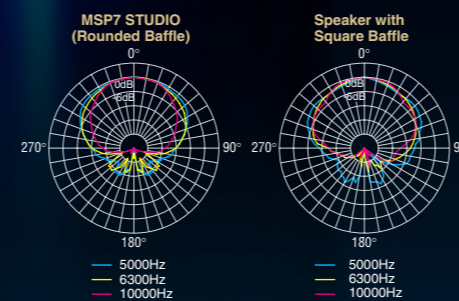 MSP7 STUDIO
(Rounded Baffle)
0°
0dB
-6dB
270°
90°
180°
5000Hz
6300Hz
10000Hz
Speaker with
Square Baffle
0°
0dB
-6dB
270°
9
180°
5000Hz
6300Hz
10000Hz